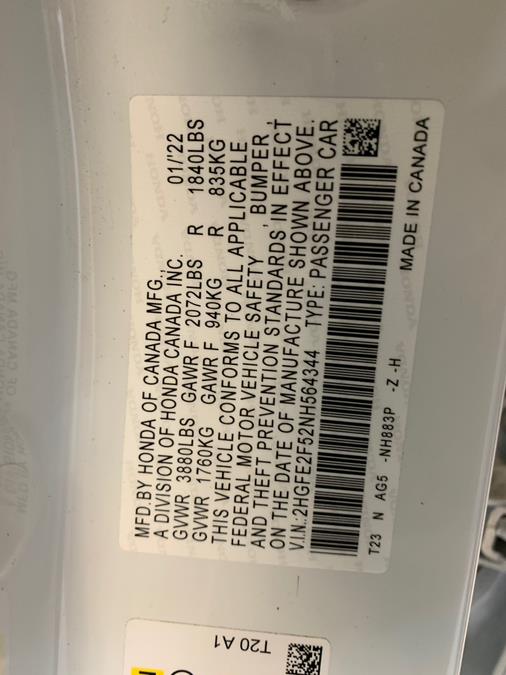 MFD.BY HONDA OF CANADA MFG.,
A DIVISION OF HONDA CANADA INC. 01/'22
GVWR 3880LBS GAWR F 2072LBS R 1840LBS
GVWR 1760KG GAWR F 940KG R 835KG
THIS VEHICLE CONFORMS TO ALL APPLICABLE
FEDERAL MOTOR VEHICLE SAFETY , BUMPER ,
AND THEFT PREVENTION STANDARDS IN EFFECT
ON THE DATE OF MANUFACTURE SHOWN ABOVE.
V.I.N.:2HGFE2F52NH564344 TYPE: PASSENGER CAR
T23 N AG5 -NH883P -Z -H
MADE IN CANADA
T20 A1